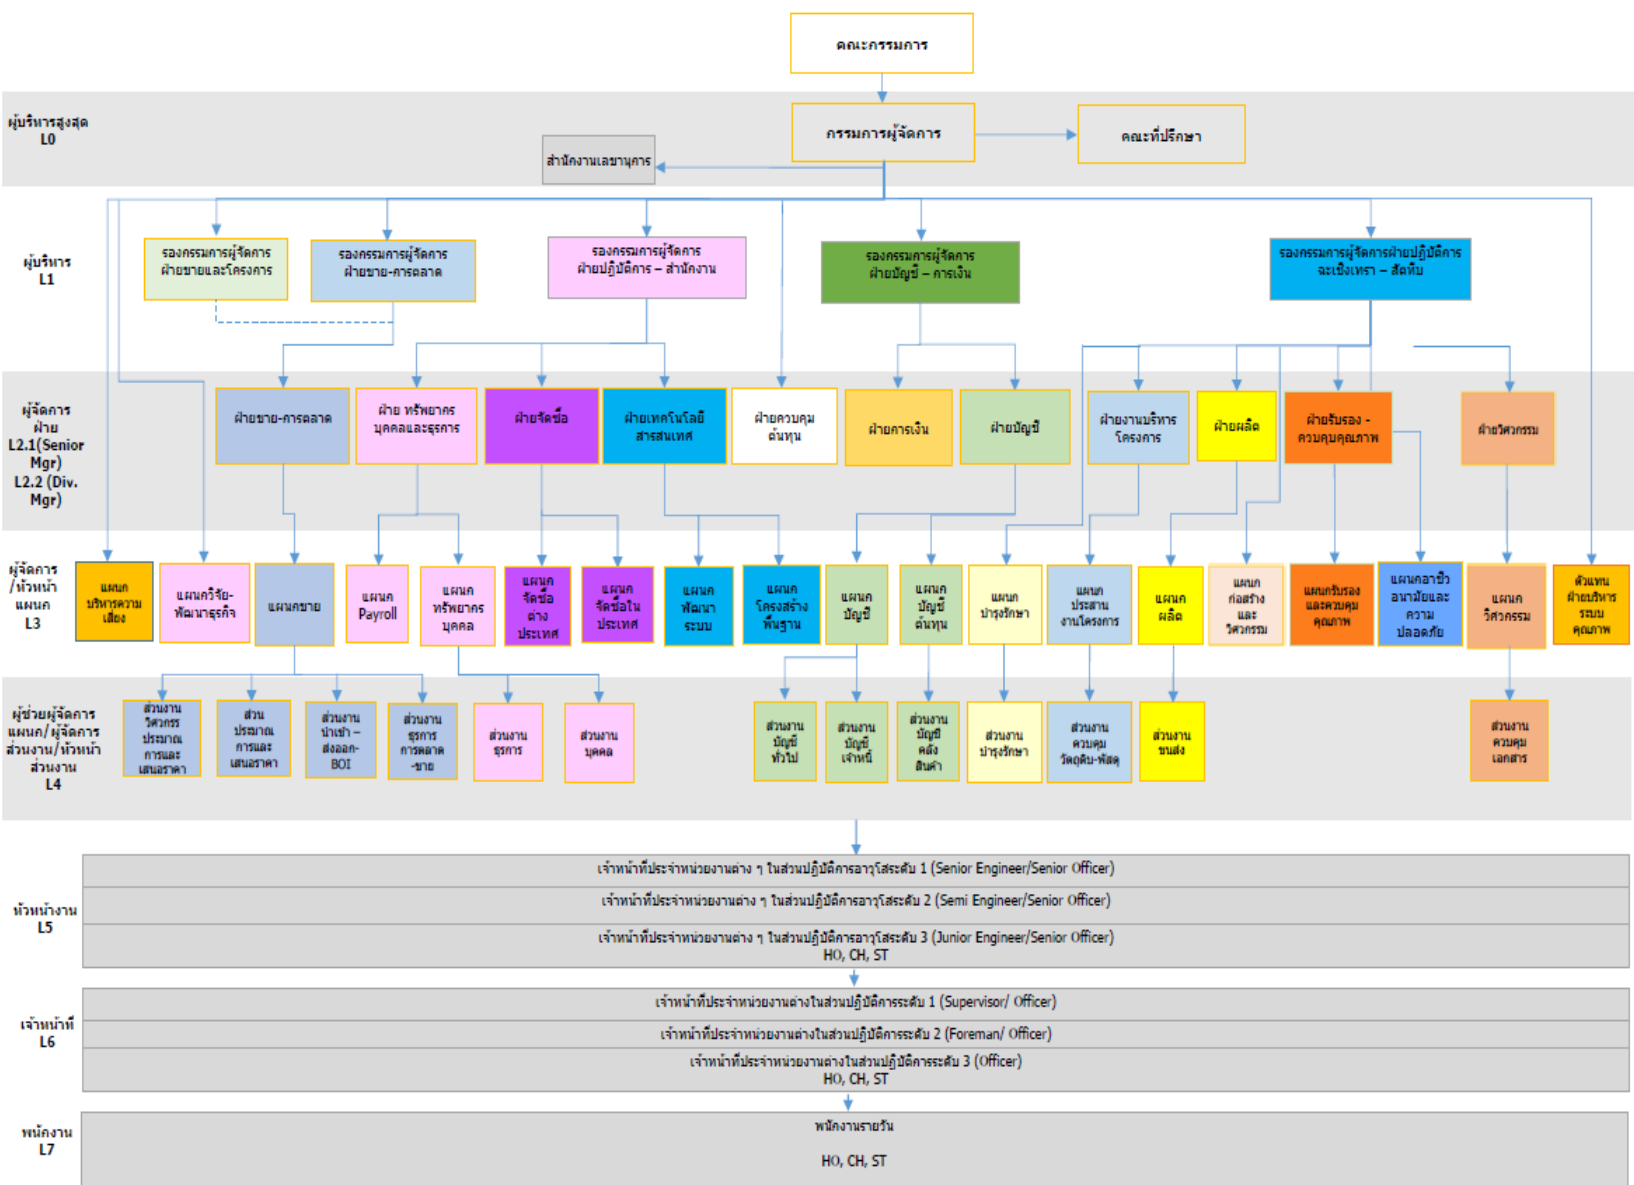 คณะกรรมการ
ผู้บริหารสูงสุด
L0
กรรมการผู้จัดการ
คณะที่ปรึกษา
สำนักงานเลขานุการ
ผู้บริหาร
L1
รองกรรมการผู้จัดการ
ฝ่ายขายและโครงการ
รองกรรมการผู้จัดการ
ฝ่ายขาย-การตลาด
รองกรรมการผู้จัดการ
ฝ่ายปฏิบัติการ – สำนักงาน
รองกรรมการผู้จัดการ
ฝ่ายบัญชี – การเงิน
รองกรรมการผู้จัดการฝ่ายปฏิบัติการ
ฉะเชิงเทรา – สัตหีบ
ผู้จัดการ
ฝ่าย
L2.1(Senior
Mgr)
L2.2 (Div.
Mgr)
ฝ่ายขาย-การตลาด
ฝ่าย ทรัพยากร
บุคคลและธุรการ
ฝ่ายจัดซื้อ
ฝ่ายเทคโนโลยี
สารสนเทศ
ฝ่ายควบคุม
ต้นทุน
ฝ่ายการเงิน
ฝ่ายบัญชี
ฝ่ายงานบริหาร
โครงการ
ฝ่ายผลิต
ฝ่ายรับรอง -
ควบคุมคุณภาพ
ฝ่ายวิศวกรรม
ผู้จัดการ
/หัวหน้า
แผนก
L3
แผนก
บริหารความ
เสี่ยง
แผนกวิจัย-
พัฒนาธุรกิจ
แผนกขาย
แผนก
Payroll
แผนก
ทรัพยากร
บุคคล
แผนก
จัดซื้อ
ต่าง
ประเทศ
แผนก
จัดซื้อใน
ประเทศ
แผนก
พัฒนา
ระบบ
แผนก
โครงสร้าง
พื้นฐาน
แผนก
บัญชี
แผนก
บัญชี
ต้นทุน
แผนก
บำรุงรักษา
แผนก
ประสาน
งานโครงการ
แผนก
ผลิต
แผนก
ก่อสร้าง
และ
วิศวกรรม
แผนกรับรอง
และควบคุม
คุณภาพ
แผนกอาชีว
อนามัยและ
ความ
ปลอดภัย
แผนก
วิศวกรรม
ตัวแทน
ฝ่ายบริหาร
ระบบ
คุณภาพ
ผู้ช่วยผู้จัดการ
แผนก/ผู้จัดการ
ส่วนงาน/หัวหน้า
ส่วนงาน
L4
ส่วนงาน
วิศวกรร
ประมาณ
การและ
เสนอราคา
ส่วน
ประมาณ
การและ
เสนอราคา
ส่วนงาน
นำเข้า –
ส่งออก-
BOI
ส่วนงาน
ธุรการ
การตลาด
-ขาย
ส่วนงาน
ธุรการ
ส่วนงาน
บุคคล
ส่วนงาน
บัญชี
ทั่วไป
ส่วนงาน
บัญชี
เจ้าหนี้
ส่วนงาน
บัญชี
คลัง
สินค้า
ส่วนงาน
บำรุงรักษา
ส่วนงาน
ควบคุม
วัตถุดิบ-พัสดุ
ส่วนงาน
ขนส่ง
ส่วนงาน
ควบคุม
เอกสาร
หัวหน้างาน
L5
เจ้าหน้าที่ประจำหน่วยงานต่าง ๆ ในส่วนปฏิบัติการอาวุโสระดับ 1 (Senior Engineer/Senior Officer)
เจ้าหน้าที่ประจำหน่วยงานต่าง ๆ ในส่วนปฏิบัติการอาวุโสระดับ 2 (Semi Engineer/Senior Officer)
เจ้าหน้าที่ประจำหน่วยงานต่าง ๆ ในส่วนปฏิบัติการอาวุโสระดับ 3 (Junior Engineer/Senior Officer)
HO, CH, ST
เจ้าหน้าที่
L6
เจ้าหน้าที่ประจำหน่วยงานต่างในส่วนปฏิบัติการระดับ 1 (Supervisor/ Officer)
เจ้าหน้าที่ประจำหน่วยงานต่างในส่วนปฏิบัติการระดับ 2 (Foreman/ Officer)
เจ้าหน้าที่ประจำหน่วยงานต่างในส่วนปฏิบัติการระดับ 3 (Officer)
HO, CH, ST
พนักงาน
L7
พนักงานรายวัน
HO, CH, ST